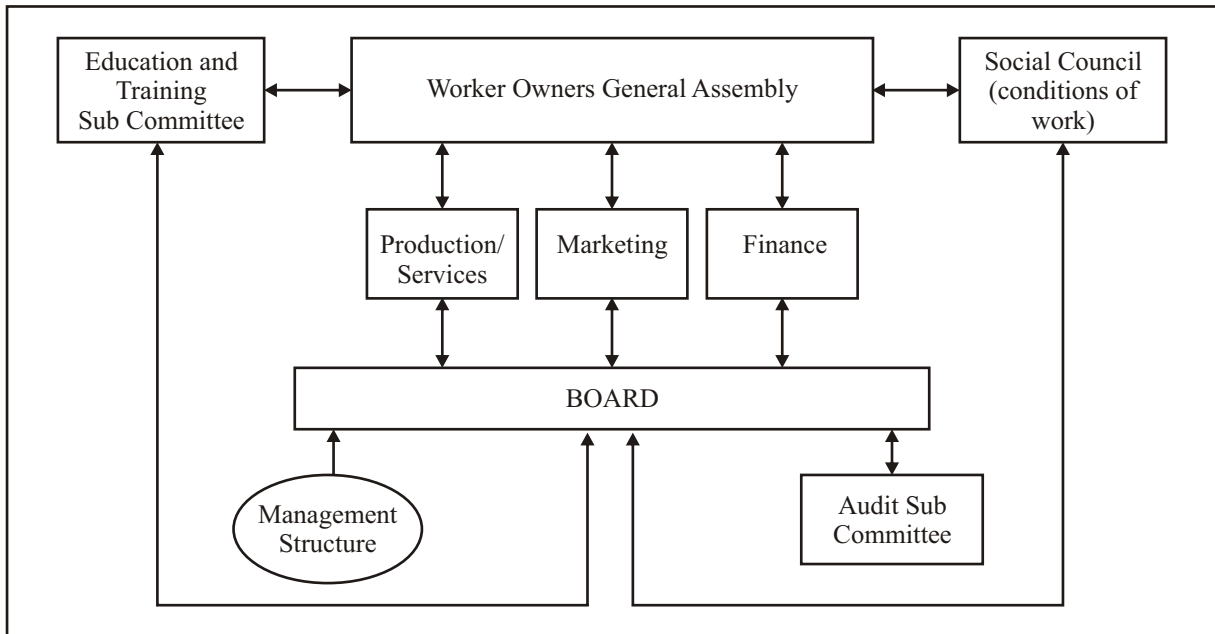 Education and
Training
Sub Committee
Worker Owners General Assembly
Social Council
(conditions of
work)
Production/
Services
Marketing
Finance
BOARD
Management
Structure
Audit Sub
Committee